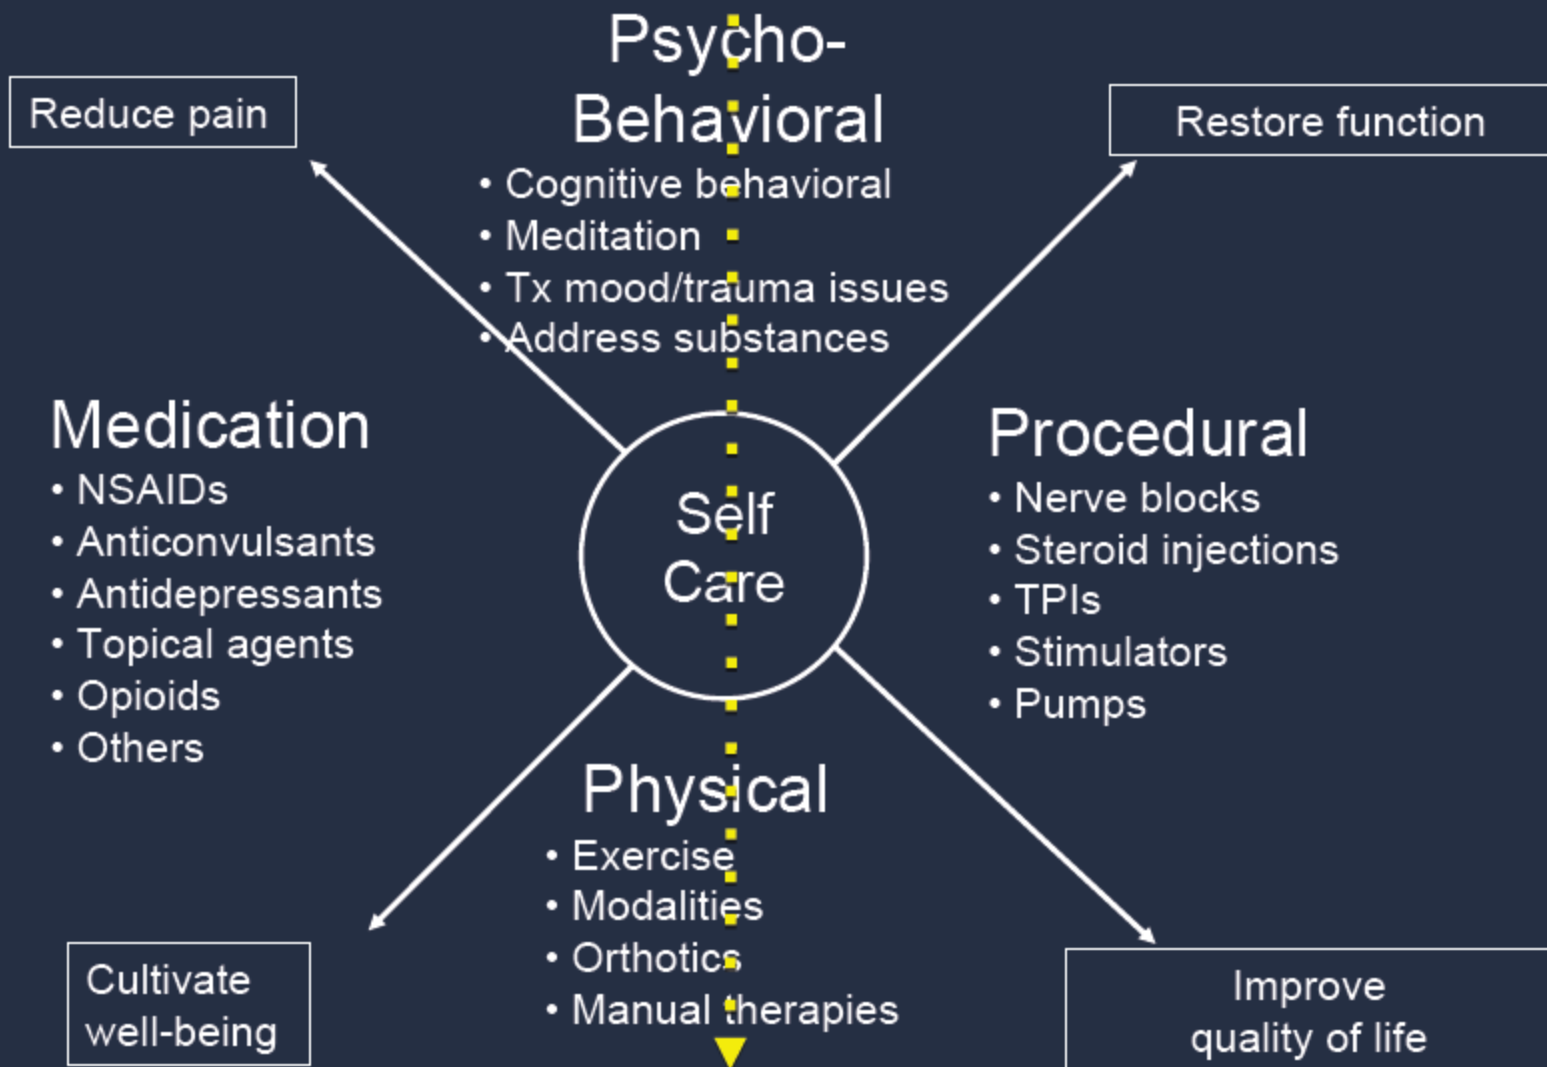 Psycho-
Behavioral
• Cognitive behavioral
• Meditation
• Tx mood/trauma issues
• Address substances
Reduce pain
Restore function
Medication
• NSAIDs
• Anticonvulsants
• Antidepressants
• Topical agents
• Opioids
• Others
Self
Care
Procedural
• Nerve blocks
• Steroid injections
• TPIs
• Stimulators
• Pumps
Physical
• Exercise
• Modalities
• Orthotics
• Manual therapies
Cultivate
well-being
Improve
quality of life